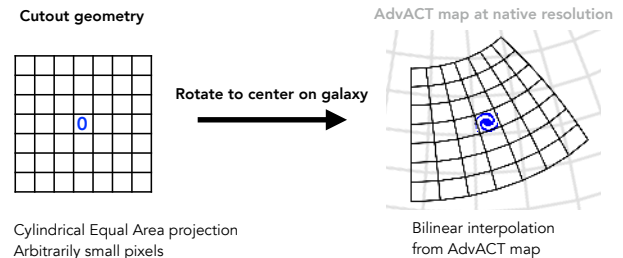 Cutout geometry
AdvACT map at native resolution
0
Rotate to center on galaxy
Cylindrical Equal Area projection
Arbitrarily small pixels
Bilinear interpolation
from AdvACT map